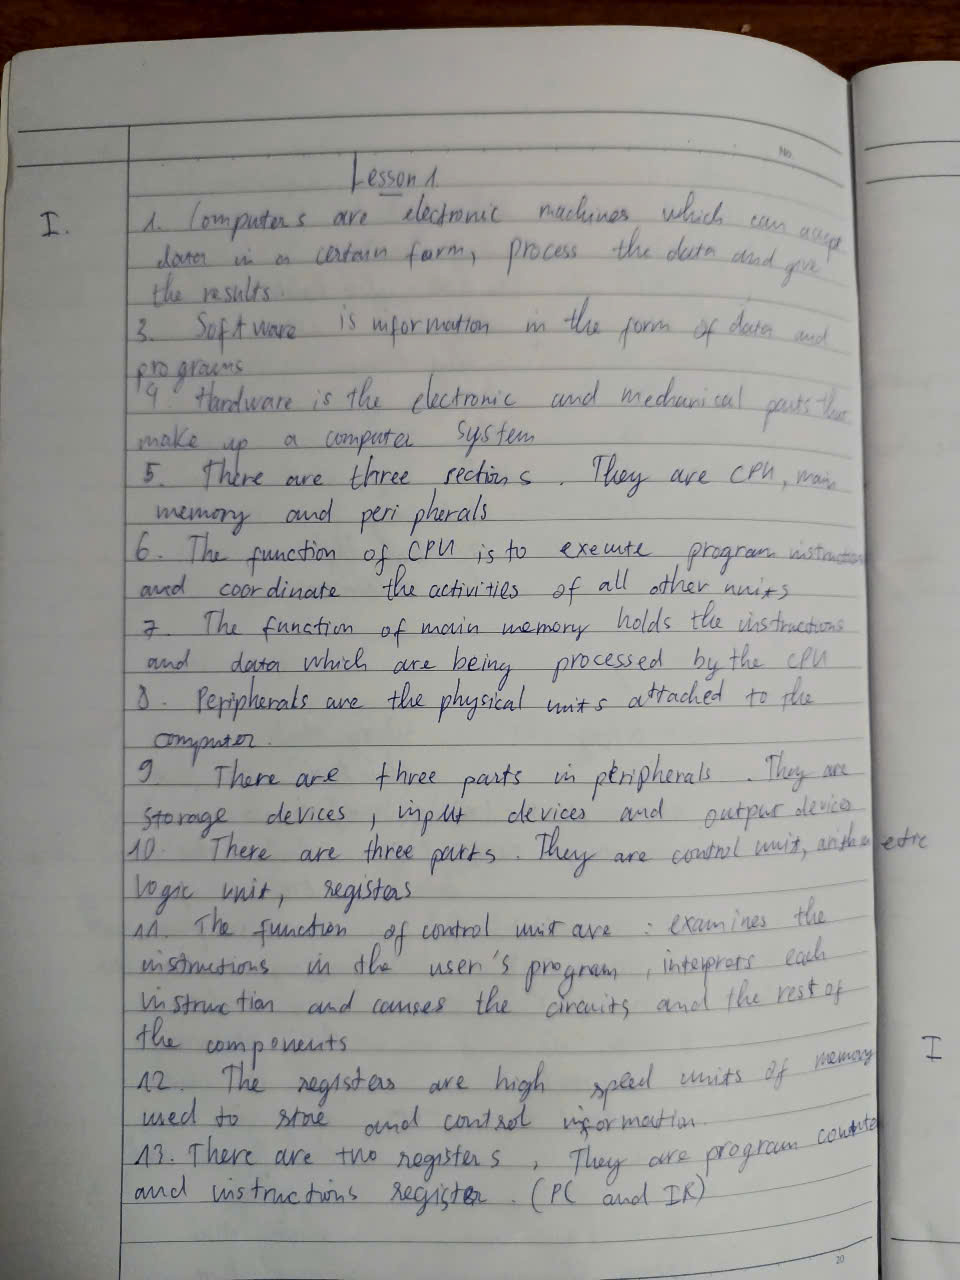 No.
Lesson 1.
I. 1. Computers are electronic machines which can accept
data in a certain form, process the data and give
the results.
3. Software is information in the form of data and
programs
4. Hardware is the electronic and mechanical parts that
make up a computer system
5. There are three sections. They are CPU, main
memory and peripherals
6. The function of CPU is to execute program instruction
and coordinate the activities of all other units
7. The function of main memory holds the instructions
and data which are being processed by the CPU
8. Peripherals are the physical units attached to the
computer.
9 There are three parts in peripherals. They are
storage devices, input devices and output devices
10. There are three parts. They are control unit, arithmetic
logic unit, registers
11. The function of control unit are: examines the
instructions in the user's program, interprets each
instruction and causes the circuits and the rest of
the components
12. The registers are high speed units of memory
used to store and control information.
13. There are two registers, They are program counter
and instructions register. (PC and IR)
I
20